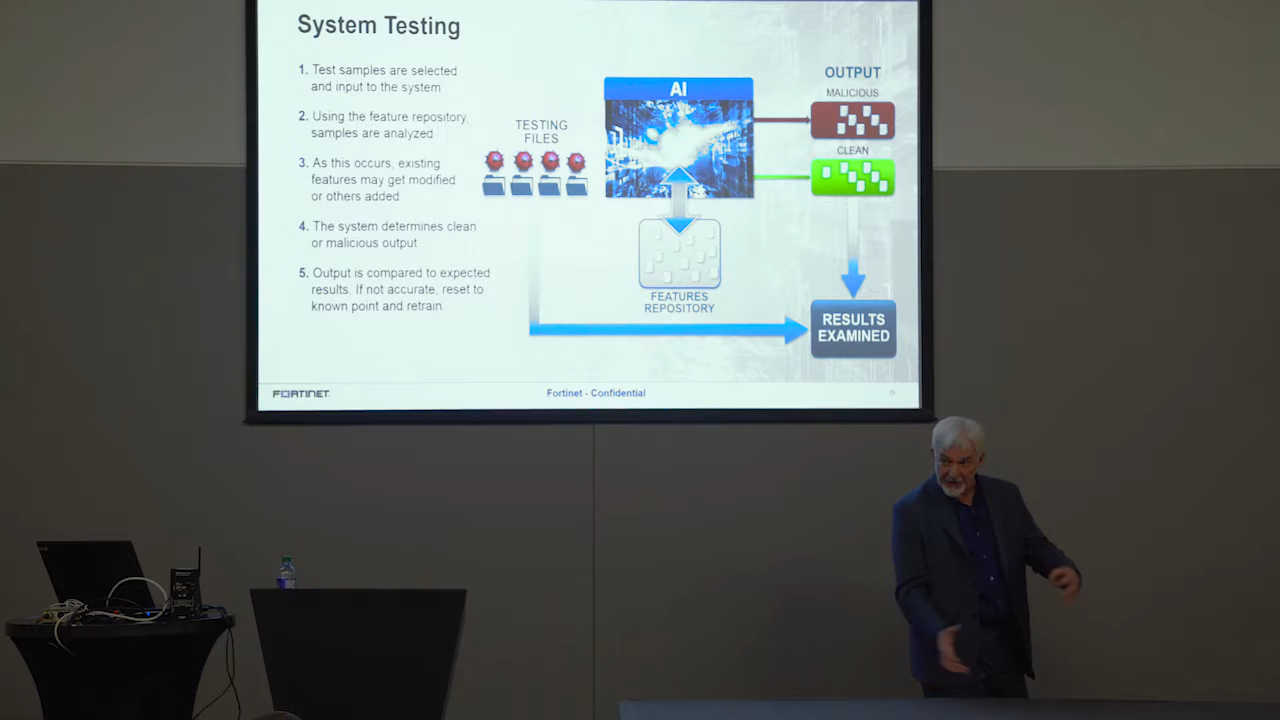 System Testing
1. Test samples are selected
and input to the system
2. Using the feature repository,
samples are analyzed
3. As this occurs, existing
features may get modified
or others added
4. The system determines clean
or malicious output
5. Output is compared to expected
results. If not accurate, reset to
known point and retrain.
TESTING
FILES
AI
FEATURES
REPOSITORY
OUTPUT
MALICIOUS
CLEAN
RESULTS
EXAMINED
FORTINET
Fortinet - Confidential